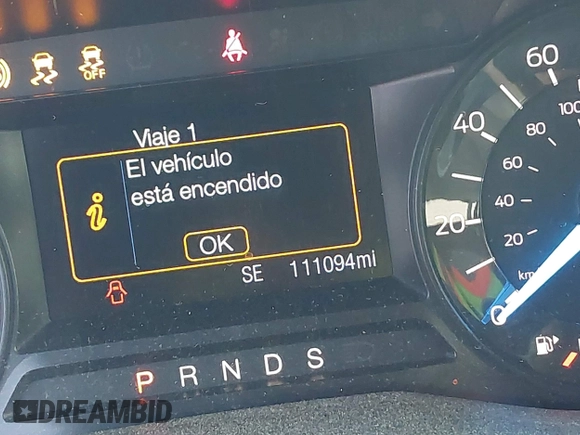 OFF
Viaje 1
El vehículo
está encendido
i
OK
SE 111094mi
P R N D S
60
40
20
100
80
60
40
20
km
DREAMBID